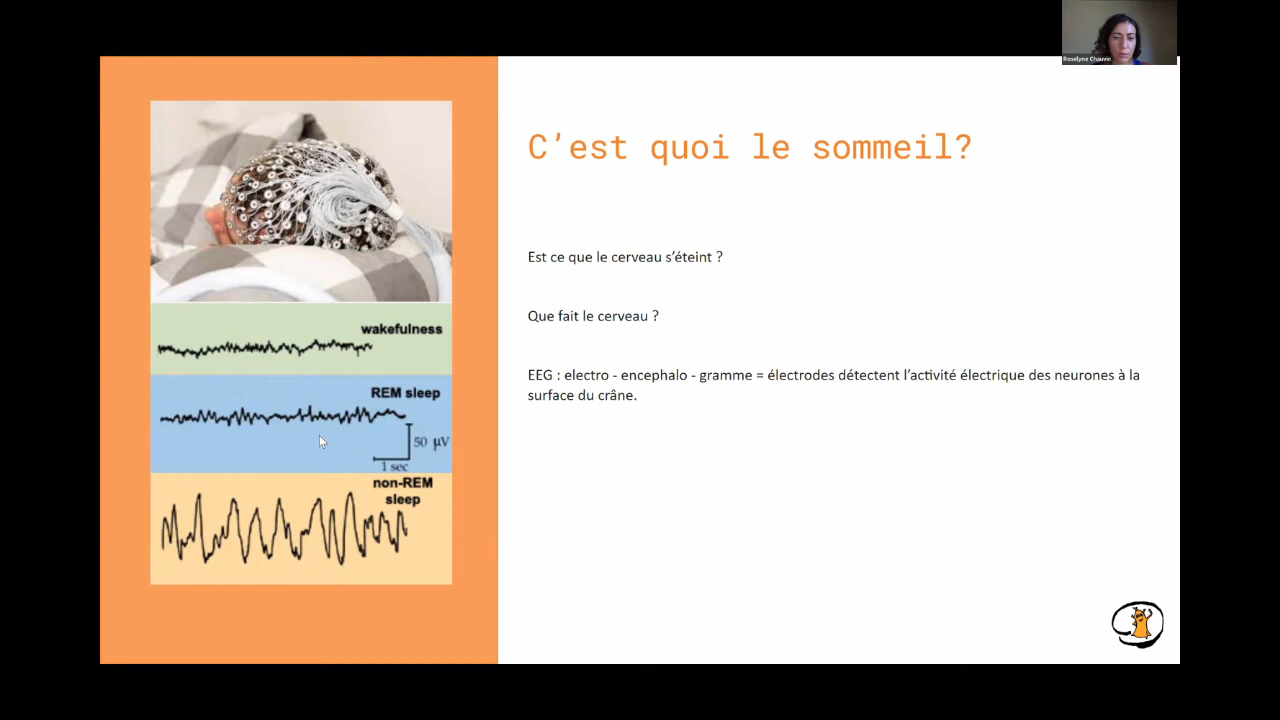 Roselyne Chauvin
C’est quoi le sommeil?
Est ce que le cerveau s’éteint ?
Que fait le cerveau ?
EEG : electro - encephalo - gramme = électrodes détectent l’activité électrique des neurones à la
surface du crâne.
wakefulness
REM sleep
50 µV
1 sec
non-REM
sleep